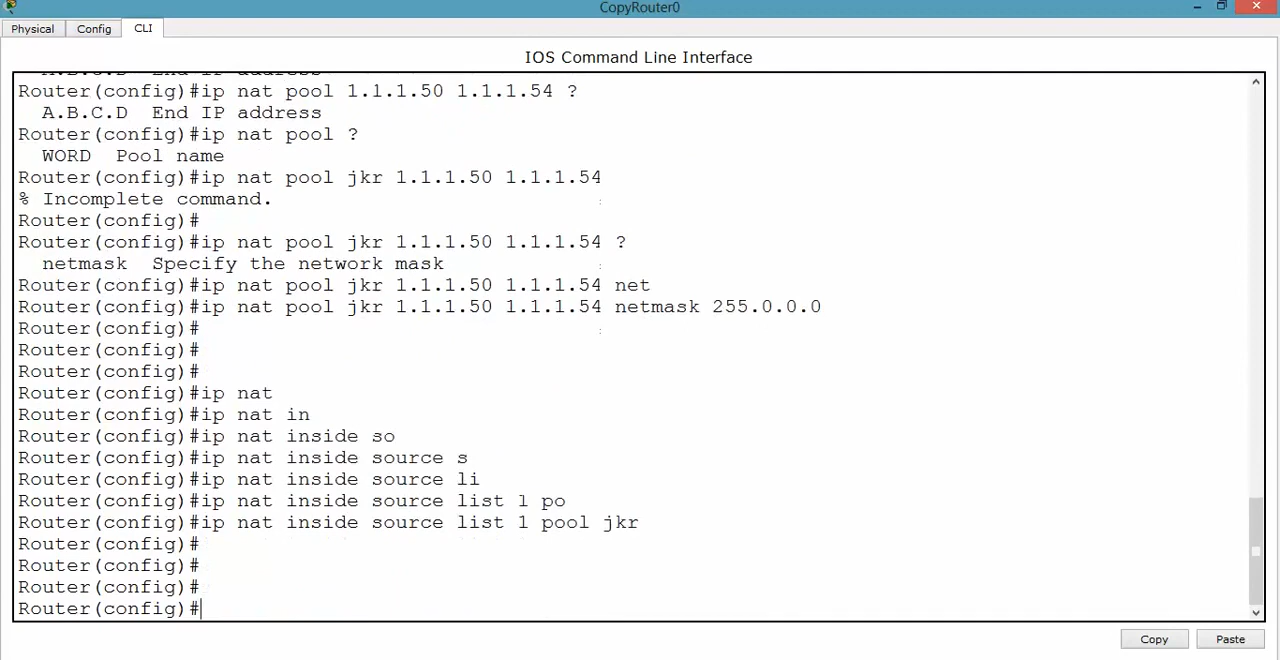 CopyRouter0
Physical Config CLI
IOS Command Line Interface
A.B.C.D  End IP address
Router(config)#ip nat pool 1.1.1.50 1.1.1.54 ?
  A.B.C.D  End IP address
Router(config)#ip nat pool ?
  WORD  Pool name
Router(config)#ip nat pool jkr 1.1.1.50 1.1.1.54
% Incomplete command.
Router(config)#
Router(config)#ip nat pool jkr 1.1.1.50 1.1.1.54 ?
  netmask  Specify the network mask
Router(config)#ip nat pool jkr 1.1.1.50 1.1.1.54 net
Router(config)#ip nat pool jkr 1.1.1.50 1.1.1.54 netmask 255.0.0.0
Router(config)#
Router(config)#
Router(config)#
Router(config)#ip nat
Router(config)#ip nat in
Router(config)#ip nat inside so
Router(config)#ip nat inside source s
Router(config)#ip nat inside source li
Router(config)#ip nat inside source list 1 po
Router(config)#ip nat inside source list 1 pool jkr
Router(config)#
Router(config)#
Router(config)#
Router(config)#
Copy Paste